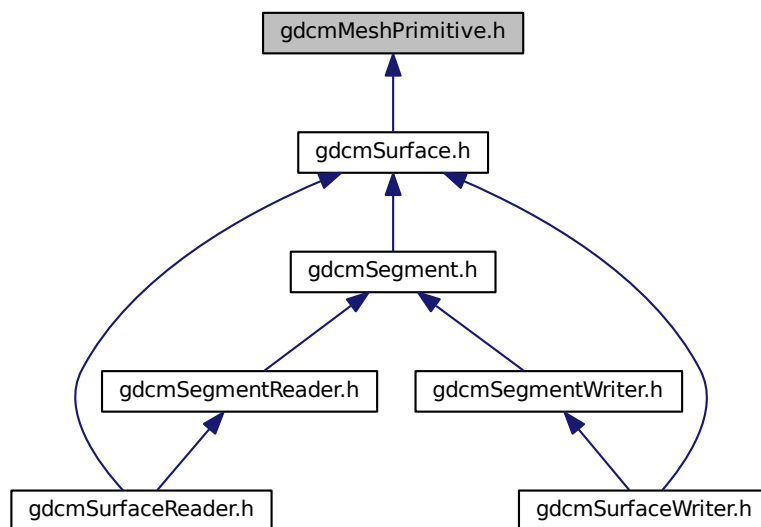 gdcmMeshPrimitive.h
gdcmSurface.h
gdcmSegment.h
gdcmSegmentReader.h
gdcmSegmentWriter.h
gdcmSurfaceReader.h
gdcmSurfaceWriter.h